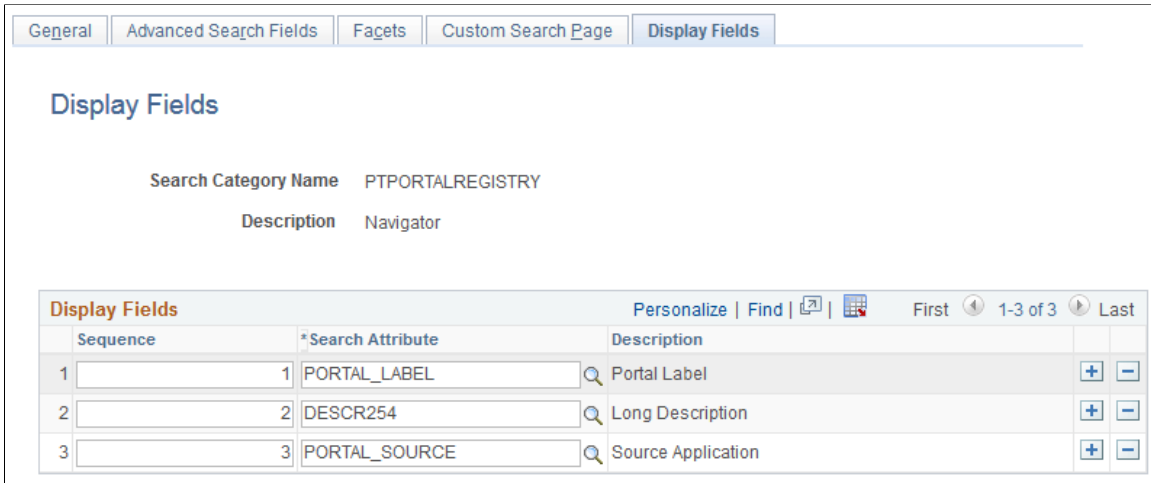 General Advanced Search Fields Facets Custom Search Page Display Fields
Display Fields
Search Category Name PTPORTALREGISTRY
Description Navigator
Display Fields Personalize | Find | | First 1-3 of 3 Last
Sequence *Search Attribute Description
1 1 PORTAL_LABEL Portal Label + −
2 2 DESCR254 Long Description + −
3 3 PORTAL_SOURCE Source Application + −